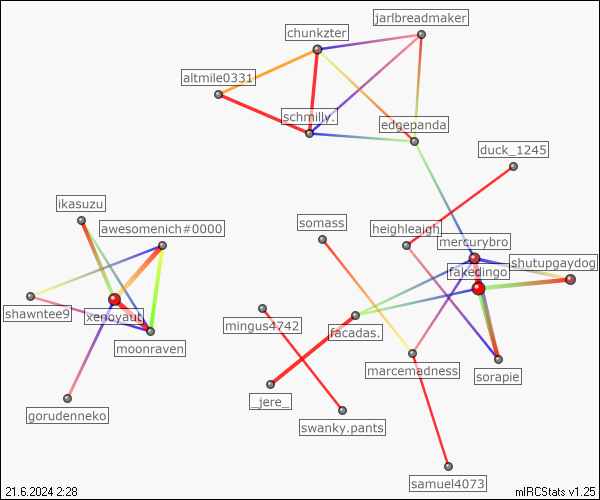 jarlbreadmaker
chunkzter
altmile0331
schmilly.
edgepanda
duck_1245
ikasuzu
awesomenich#0000
somass
heighleaigh
mercurybro
fakedingo
shutupgaydog
shawntee9
xenoyaut
mingus4742
facadas.
moonraven
marcemadness
sorapie
_jere_
gorudenneko
swanky.pants
samuel4073
21.6.2024 2:28
mIRCStats v1.25